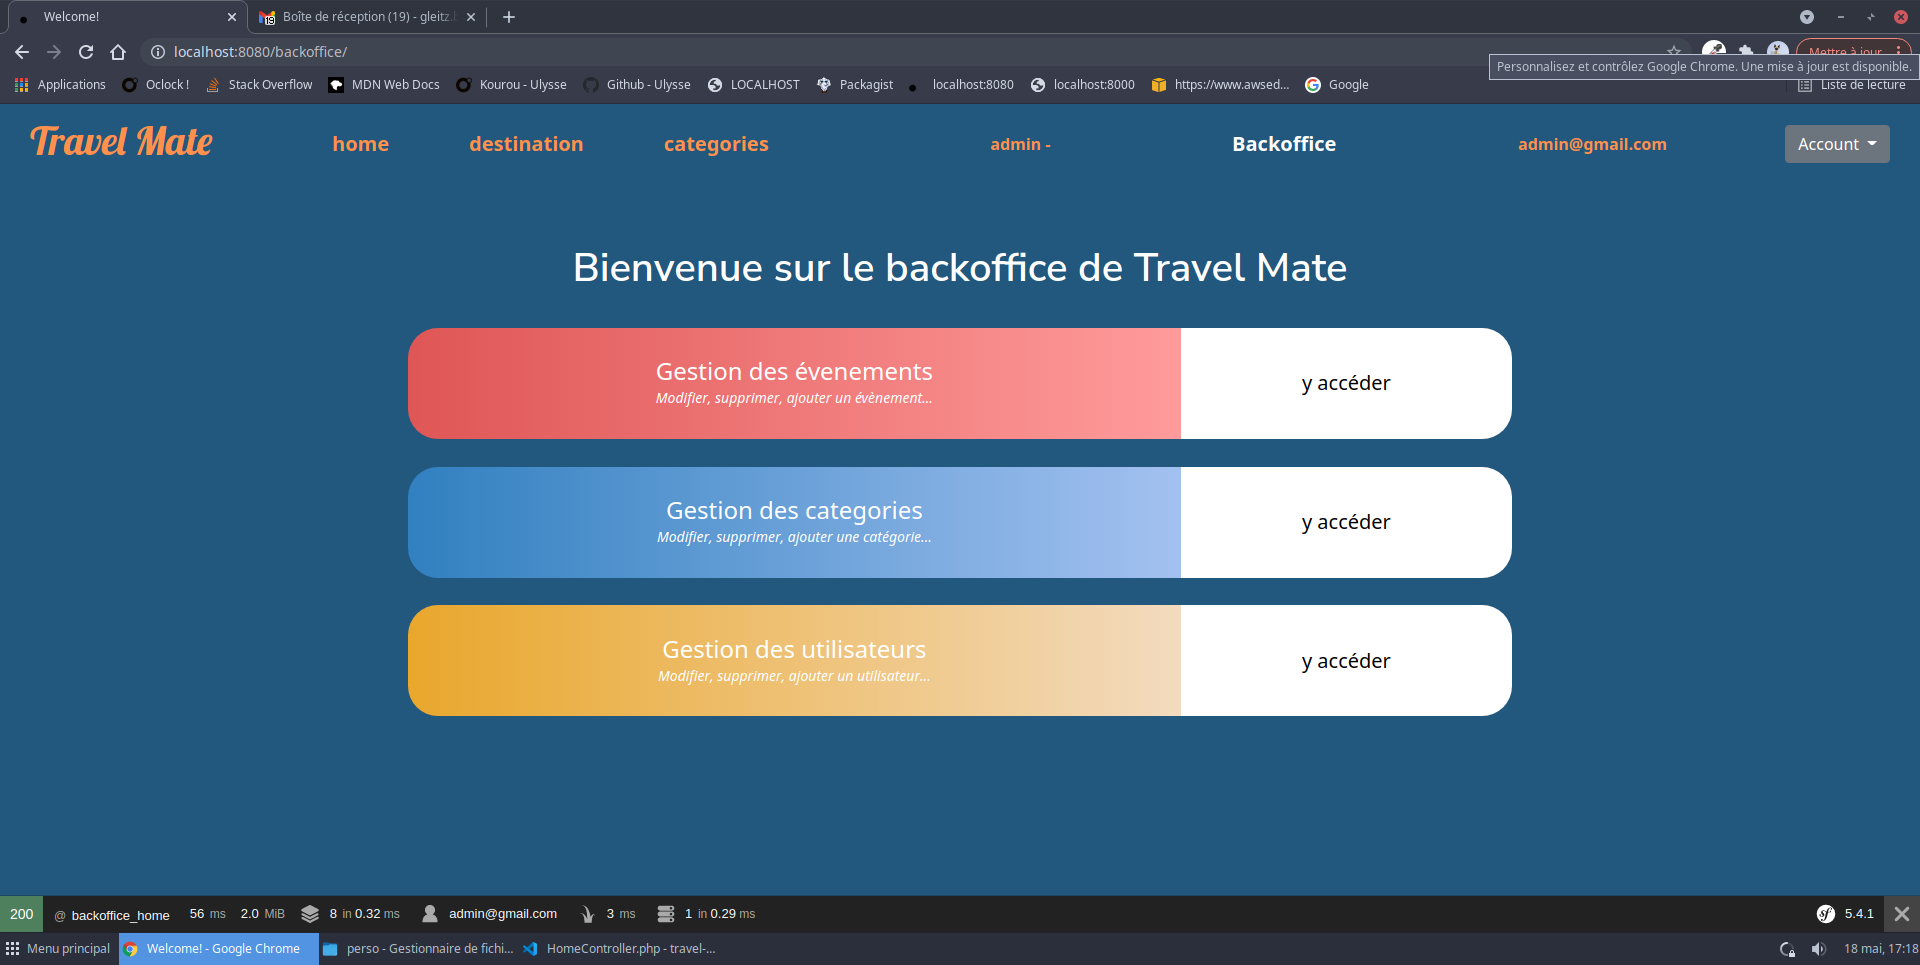 Welcome!
Boîte de réception (19) - gleitz.
localhost:8080/backoffice/
Mettre à jour
Personnalisez et contrôlez Google Chrome. Une mise à jour est disponible.
Applications
Oclock !
Stack Overflow
MDN Web Docs
Kourou - Ulysse
Github - Ulysse
LOCALHOST
Packagist
localhost:8080
localhost:8000
https://www.awsed...
Google
Liste de lecture
Travel Mate
home
destination
categories
admin -
Backoffice
admin@gmail.com
Account
Bienvenue sur le backoffice de Travel Mate
Gestion des évenements
Modifier, supprimer, ajouter un évènement...
y accéder
Gestion des categories
Modifier, supprimer, ajouter une catégorie...
y accéder
Gestion des utilisateurs
Modifier, supprimer, ajouter un utilisateur...
y accéder
200 @ backoffice_home 56 ms 2.0 MiB 8 in 0.32 ms admin@gmail.com 3 ms 1 in 0.29 ms sf 5.4.1
Menu principal
Welcome! - Google Chrome
perso - Gestionnaire de fichi...
HomeController.php - travel-...
18 mai, 17:18